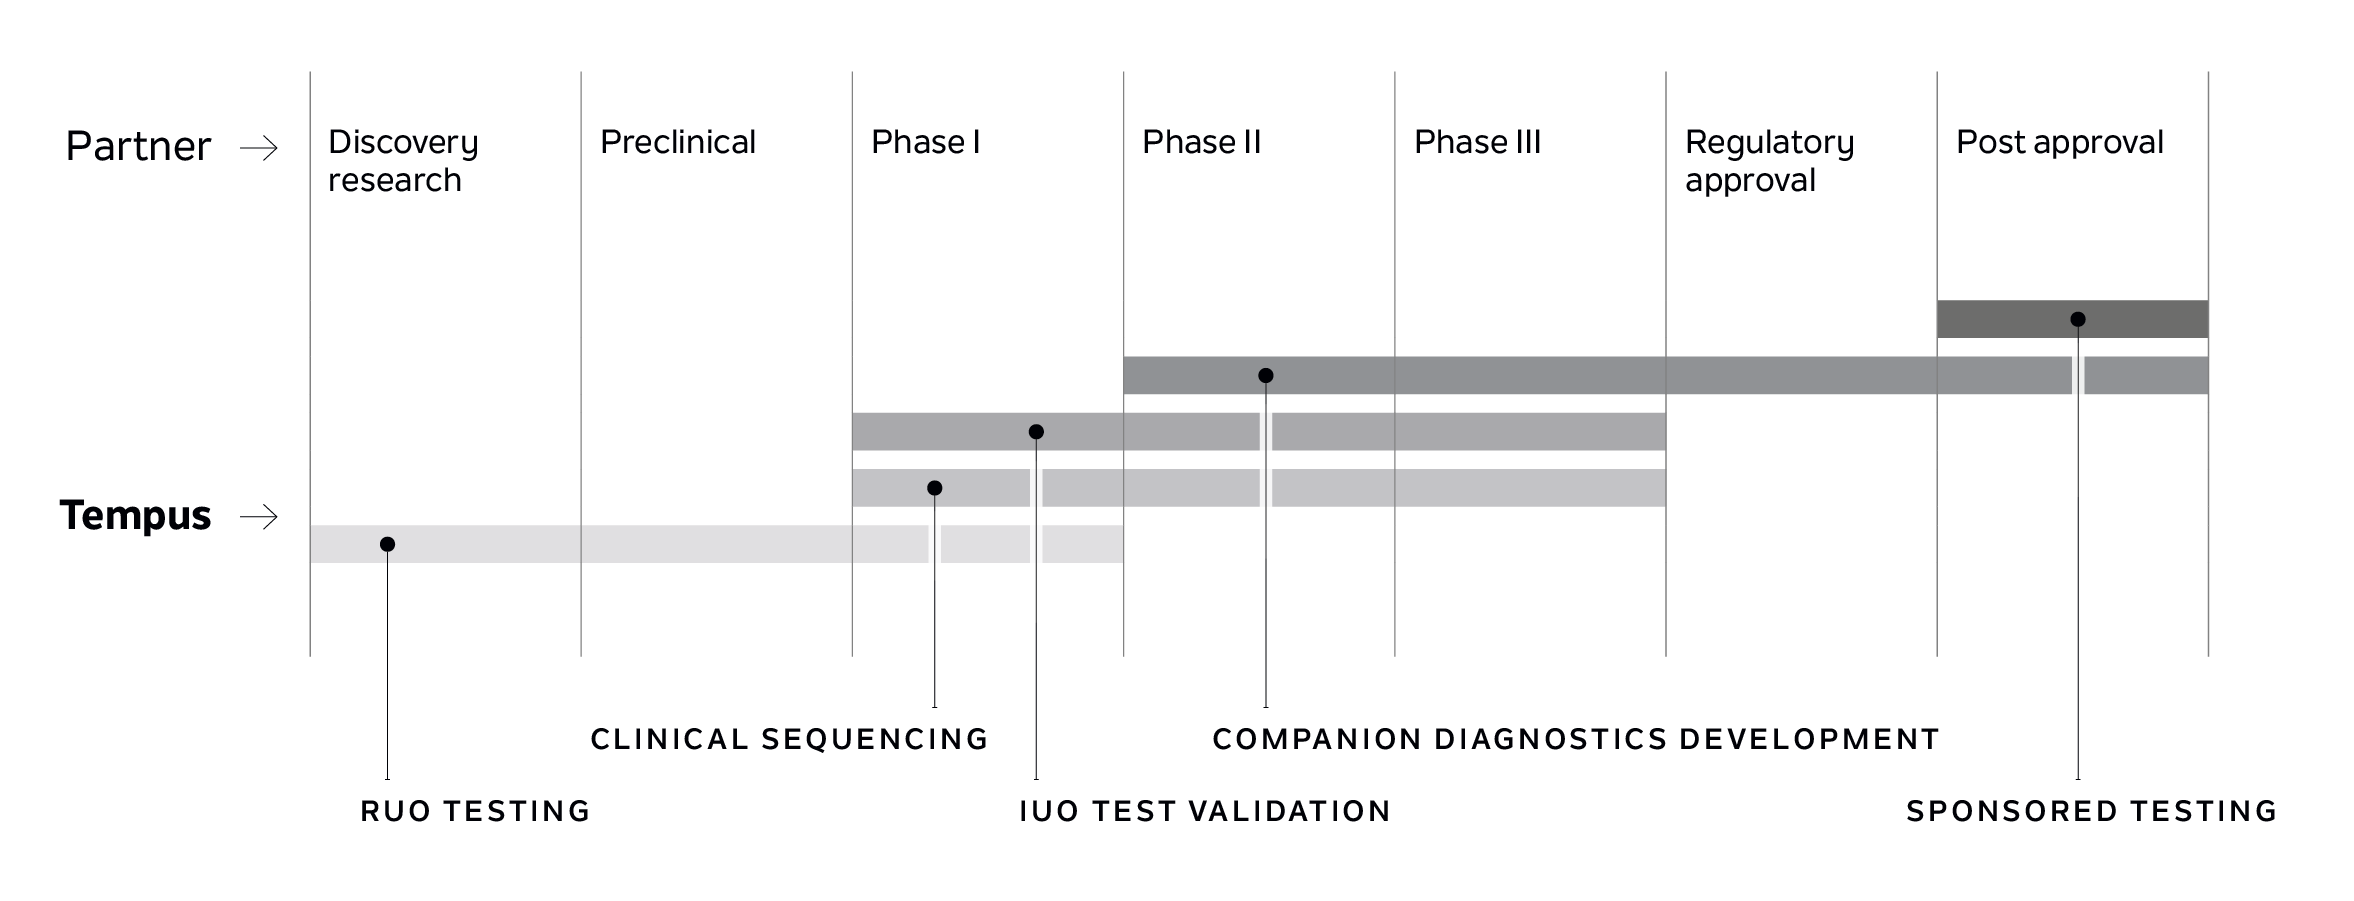 Partner
Discovery
research
Preclinical
Phase I
Phase II
Phase III
Regulatory
approval
Post approval
Tempus
CLINICAL SEQUENCING
COMPANION DIAGNOSTICS DEVELOPMENT
RUO TESTING
IUO TEST VALIDATION
SPONSORED TESTING